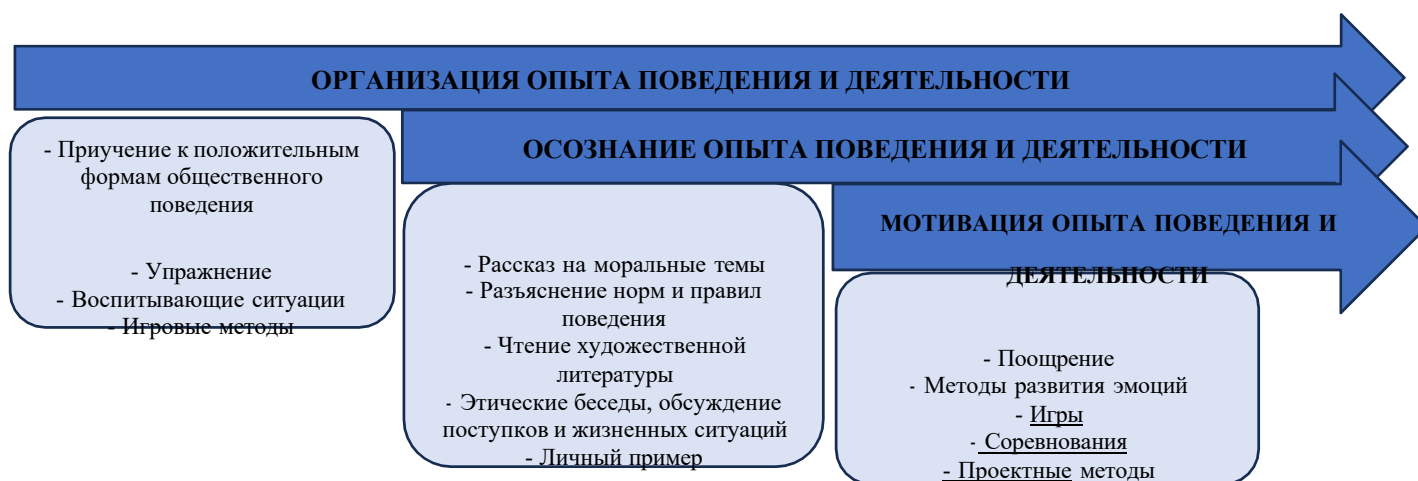 ОРГАНИЗАЦИЯ ОПЫТА ПОВЕДЕНИЯ И ДЕЯТЕЛЬНОСТИ
- Приучение к положительным
формам общественного
поведения
- Упражнение
- Воспитывающие ситуации
- Игровые методы
ОСОЗНАНИЕ ОПЫТА ПОВЕДЕНИЯ И ДЕЯТЕЛЬНОСТИ
- Рассказ на моральные темы
- Разъяснение норм и правил
поведения
- Чтение художественной
литературы
- Этические беседы, обсуждение
поступков и жизненных ситуаций
- Личный пример
МОТИВАЦИЯ ОПЫТА ПОВЕДЕНИЯ И
ДЕЯТЕЛЬНОСТИ
- Поощрение
- Методы развития эмоций
- Игры
- Соревнования
- Проектные методы